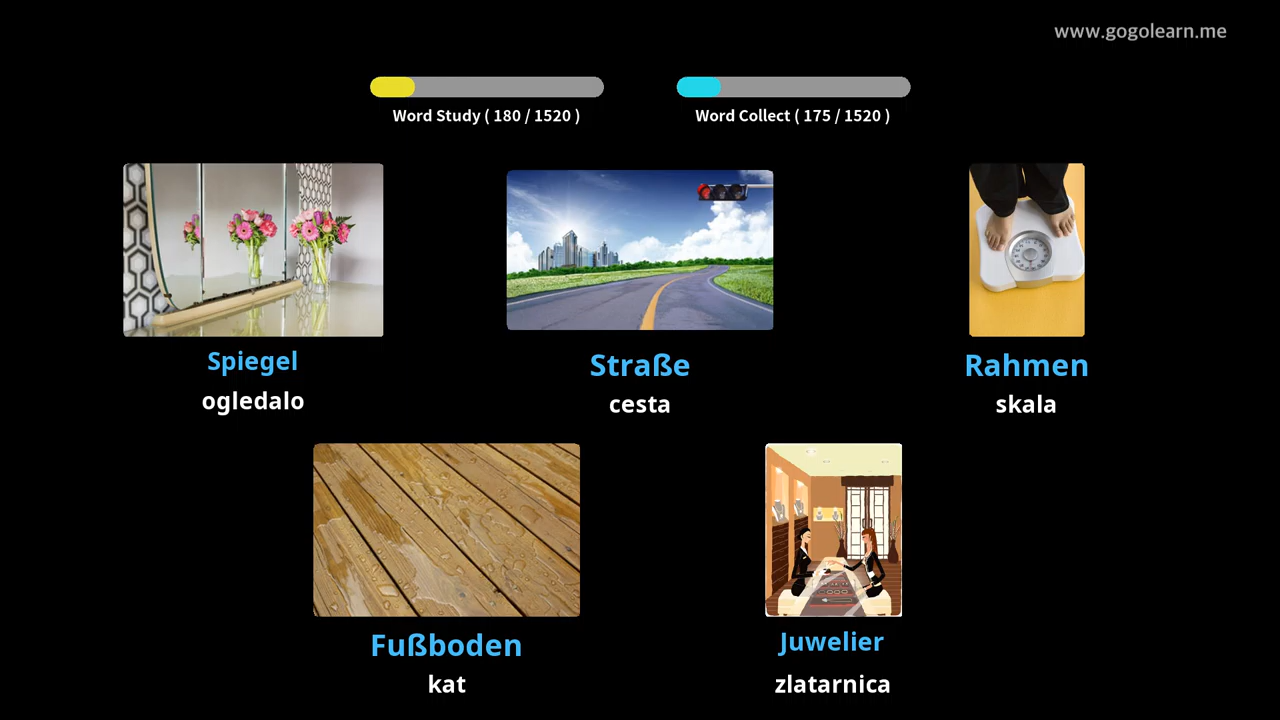 www.gogolearn.me
Word Study ( 180 / 1520 )
Word Collect ( 175 / 1520 )
Spiegel
ogledalo
Straße
cesta
Rahmen
skala
Fußboden
kat
Juwelier
zlatarnica